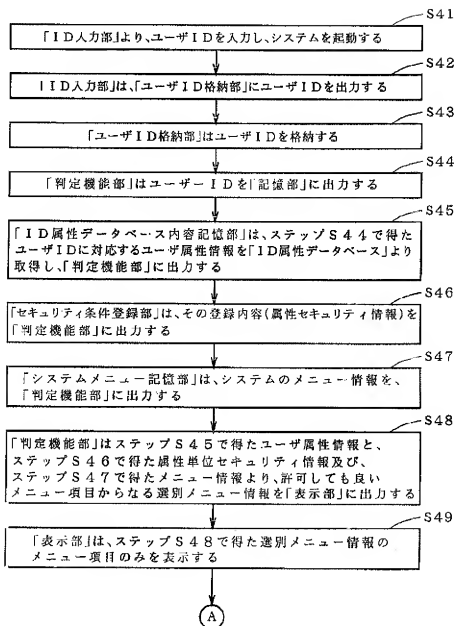 S41
「ID入力部」より、ユーザIDを入力し、システムを起動する
S42
「ID入力部」は、「ユーザID格納部」にユーザIDを出力する
S43
「ユーザID格納部」はユーザIDを格納する
S44
「判定機能部」はユーザーIDを「記憶部」に出力する
S45
「ID属性データベース内容記憶部」は、ステップS44で得た
ユーザIDに対応するユーザ属性情報を「ID属性データベース」より
取得し、「判定機能部」に出力する
S46
「セキュリティ条件登録部」は、その登録内容(属性セキュリティ情報)を
「判定機能部」に出力する
S47
「システムメニュー記憶部」は、システムのメニュー情報を、
「判定機能部」に出力する
S48
「判定機能部」はステップS45で得たユーザ属性情報と、
ステップS46で得た属性単位セキュリティ情報及び、
ステップS47で得たメニュー情報より、許可しても良い
メニュー項目からなる選別メニュー情報を「表示部」に出力する
S49
「表示部」は、ステップS48で得た選別メニュー情報の
メニュー項目のみを表示する
A